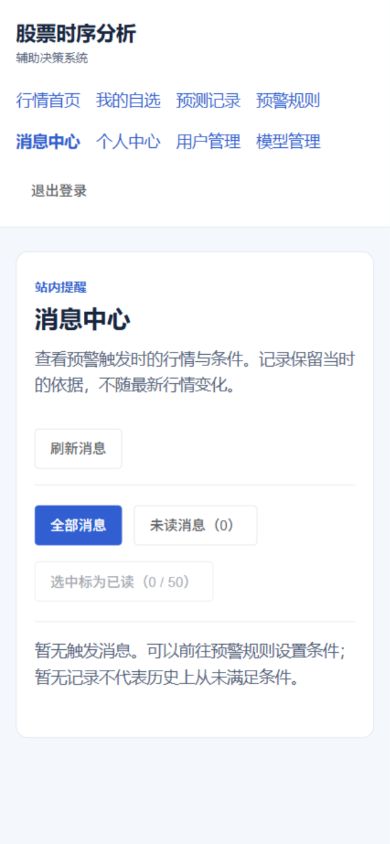 股票时序分析
辅助决策系统
行情首页 我的自选 预测记录 预警规则
消息中心 个人中心 用户管理 模型管理
退出登录
站内提醒
消息中心
查看预警触发时的行情与条件。记录保留当时
的依据，不随最新行情变化。
刷新消息
全部消息 未读消息（0）
选中标为已读（0 / 50）
暂无触发消息。可以前往预警规则设置条件；
暂无记录不代表历史上从未满足条件。